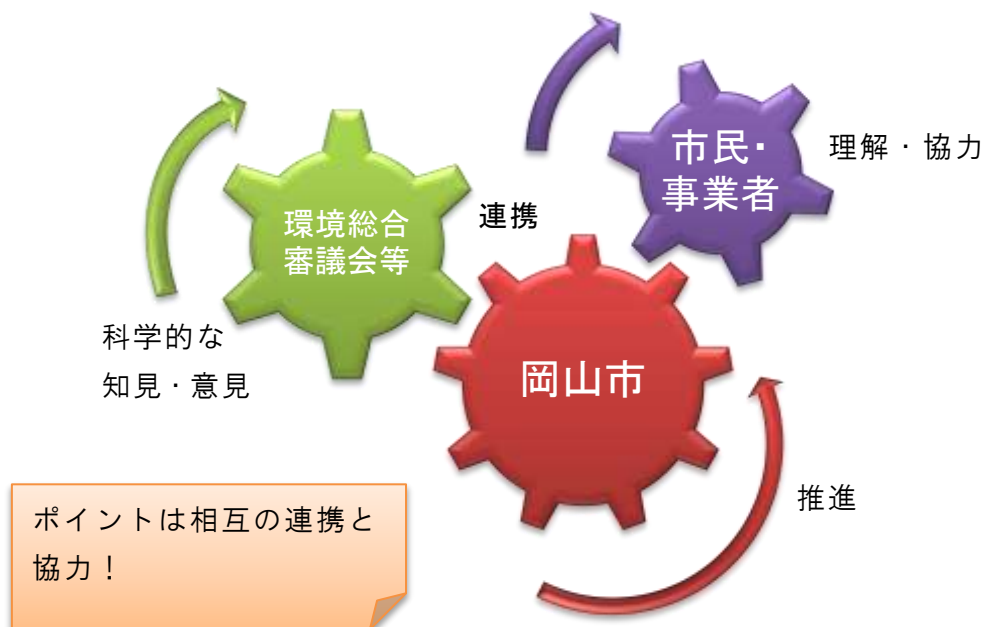 市民・
事業者
理解・協力
環境総合
審議会等
連携
科学的な
知見・意見
岡山市
推進
ポイントは相互の連携と
協力！